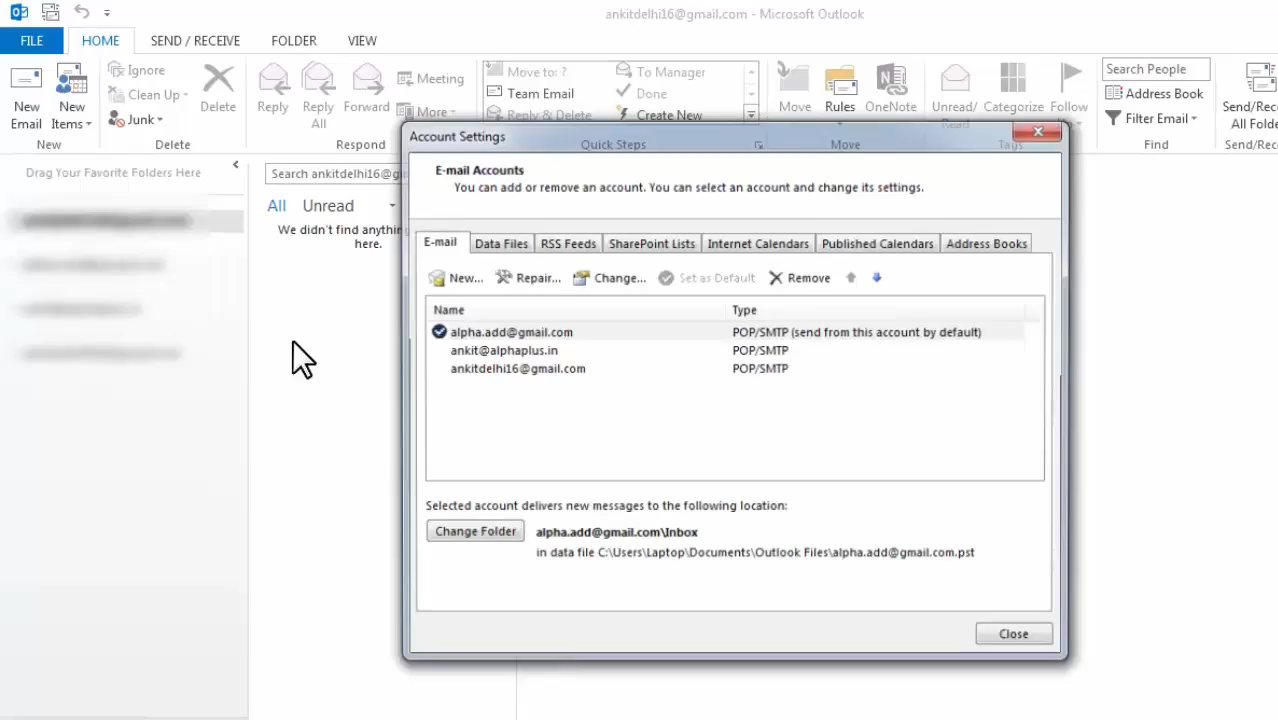 ankitdelhi16@gmail.com - Microsoft Outlook
FILE HOME SEND / RECEIVE FOLDER VIEW
New Email
New Items
New
Ignore
Clean Up
Junk
Delete
Delete
Reply
Reply All
Forward
Meeting
More
Respond
Move to: ?
Team Email
Reply & Delete
To Manager
Done
Create New
Quick Steps
Move
Rules
OneNote
Move
Unread/ Read
Categorize
Follow
Tags
Search People
Address Book
Filter Email
Find
Send/Rec
All Folde
Send/Rec
Drag Your Favorite Folders Here
Search ankitdelhi16@g
All Unread
We didn't find anything
here.
Account Settings
E-mail Accounts
You can add or remove an account. You can select an account and change its settings.
E-mail Data Files RSS Feeds SharePoint Lists Internet Calendars Published Calendars Address Books
New... Repair... Change... Set as Default Remove
Name Type
alpha.add@gmail.com POP/SMTP (send from this account by default)
ankit@alphaplus.in POP/SMTP
ankitdelhi16@gmail.com POP/SMTP
Selected account delivers new messages to the following location:
Change Folder alpha.add@gmail.com\Inbox
in data file C:\Users\Laptop\Documents\Outlook Files\alpha.add@gmail.com.pst
Close